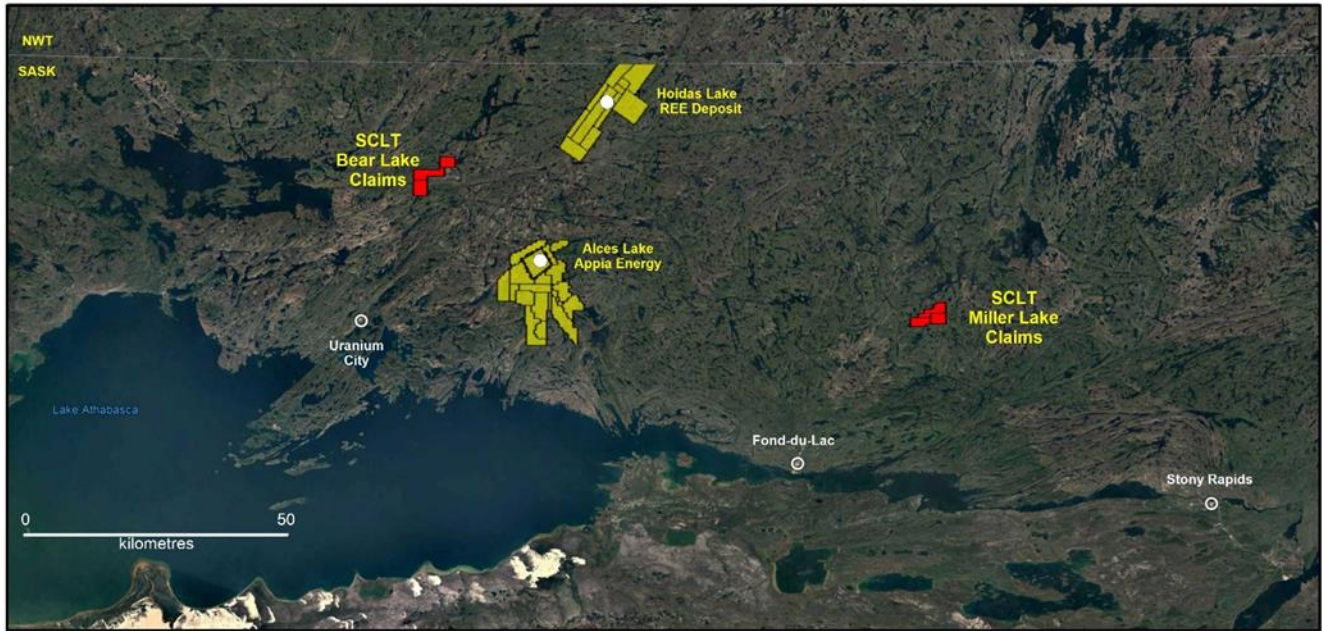 NWT
SASK
Hoidas Lake
REE Deposit
SCLT
Bear Lake
Claims
Alces Lake
Appia Energy
SCLT
Miller Lake
Claims
Uranium
City
Lake Athabasca
Fond-du-Lac
Stony Rapids
0 50
kilometres